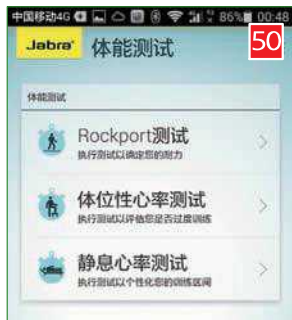 中国移动4G 86% 00:48
Jabra 体能测试 50
体能测试
Rockport测试
执行测试以确定您的耐力
体位性心率测试
执行测试以评估您是否过度训练
静息心率测试
执行测试以个性化您的训练区间